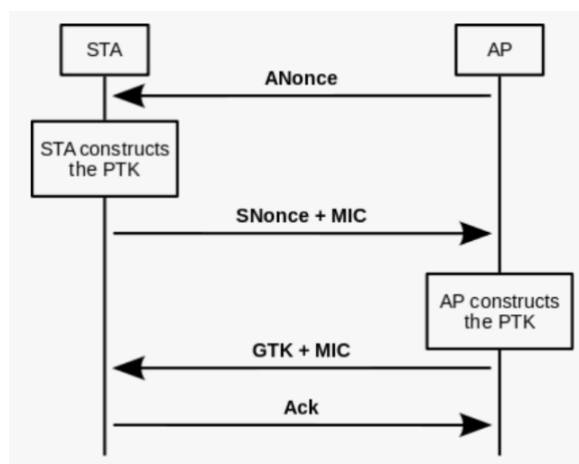 STA
AP
ANonce
STA constructs
the PTK
SNonce + MIC
AP constructs
the PTK
GTK + MIC
Ack